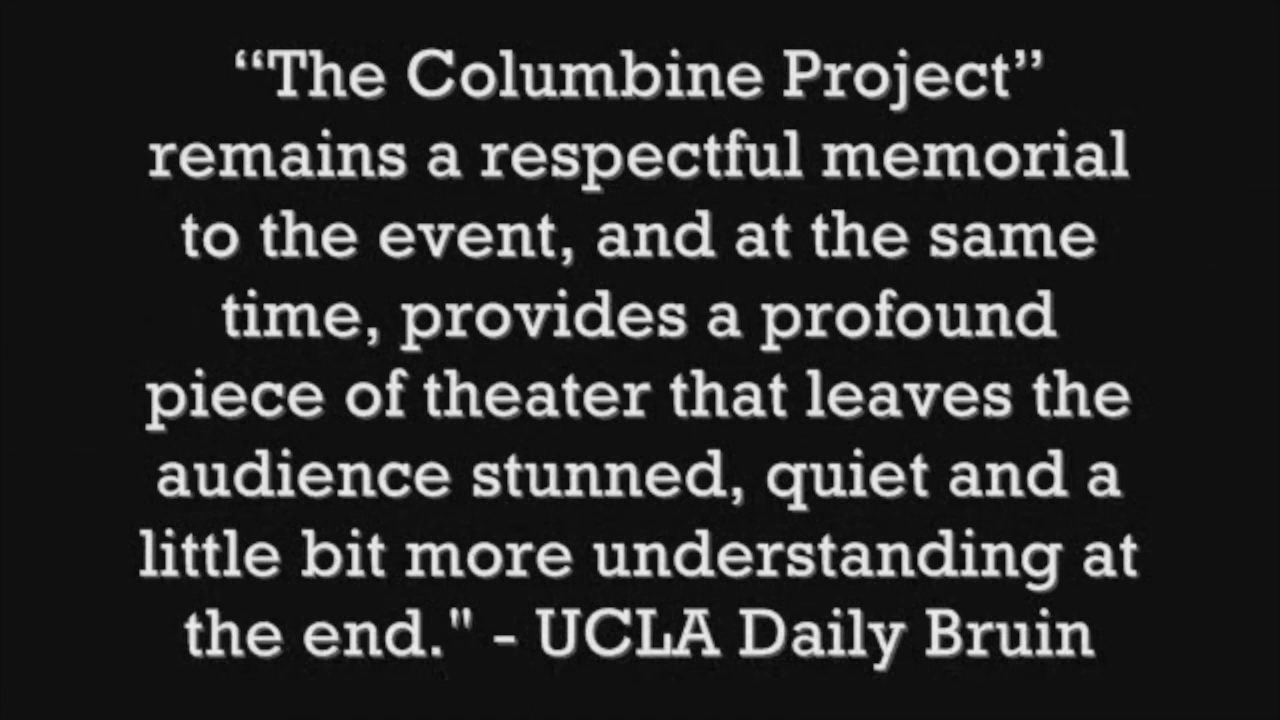 “The Columbine Project”
remains a respectful memorial
to the event, and at the same
time, provides a profound
piece of theater that leaves the
audience stunned, quiet and a
little bit more understanding at
the end." - UCLA Daily Bruin